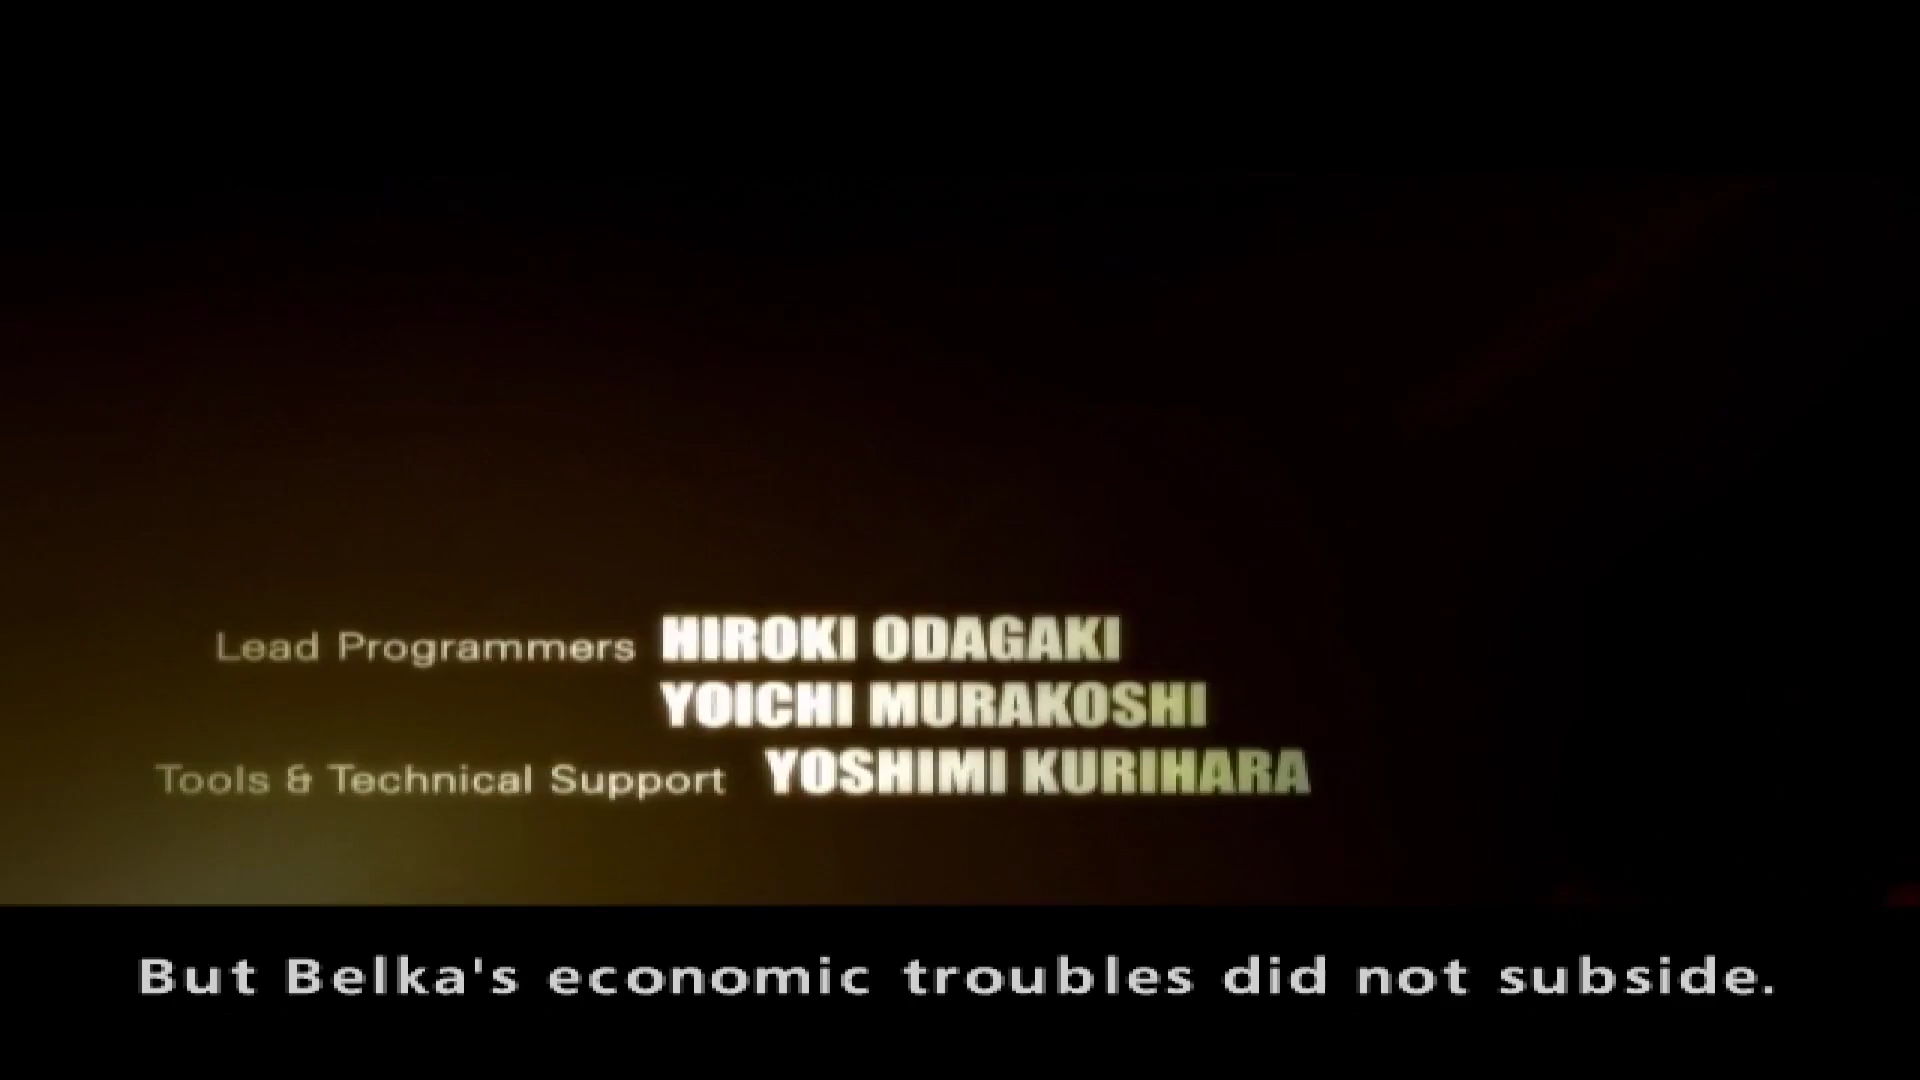 Lead Programmers HIROKI ODAGAKI
YOICHI MURAKOSHI
Tools & Technical Support YOSHIMI KURIHARA
But Belka's economic troubles did not subside.